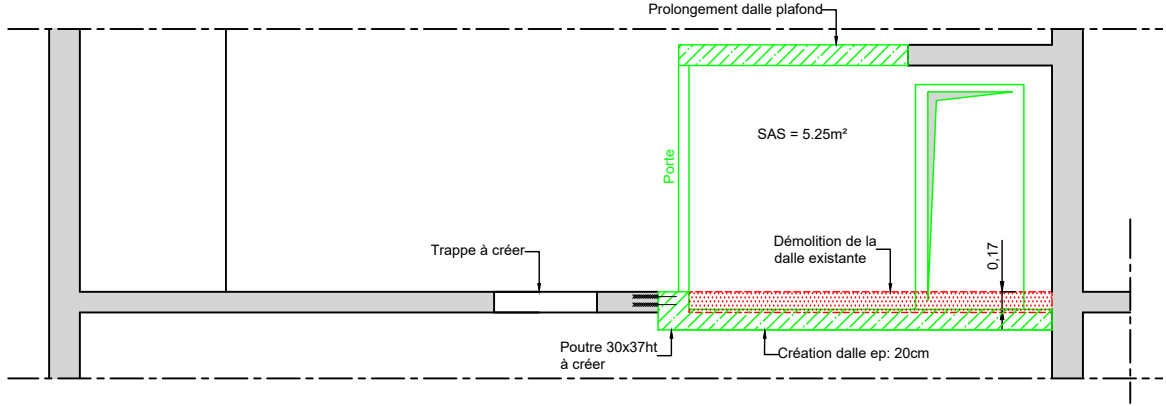 Prolongement dalle plafond
SAS = 5.25m²
Porte
Trappe à créer
Démolition de la
dalle existante
0,17
Poutre 30x37ht
à créer
Création dalle ep: 20cm